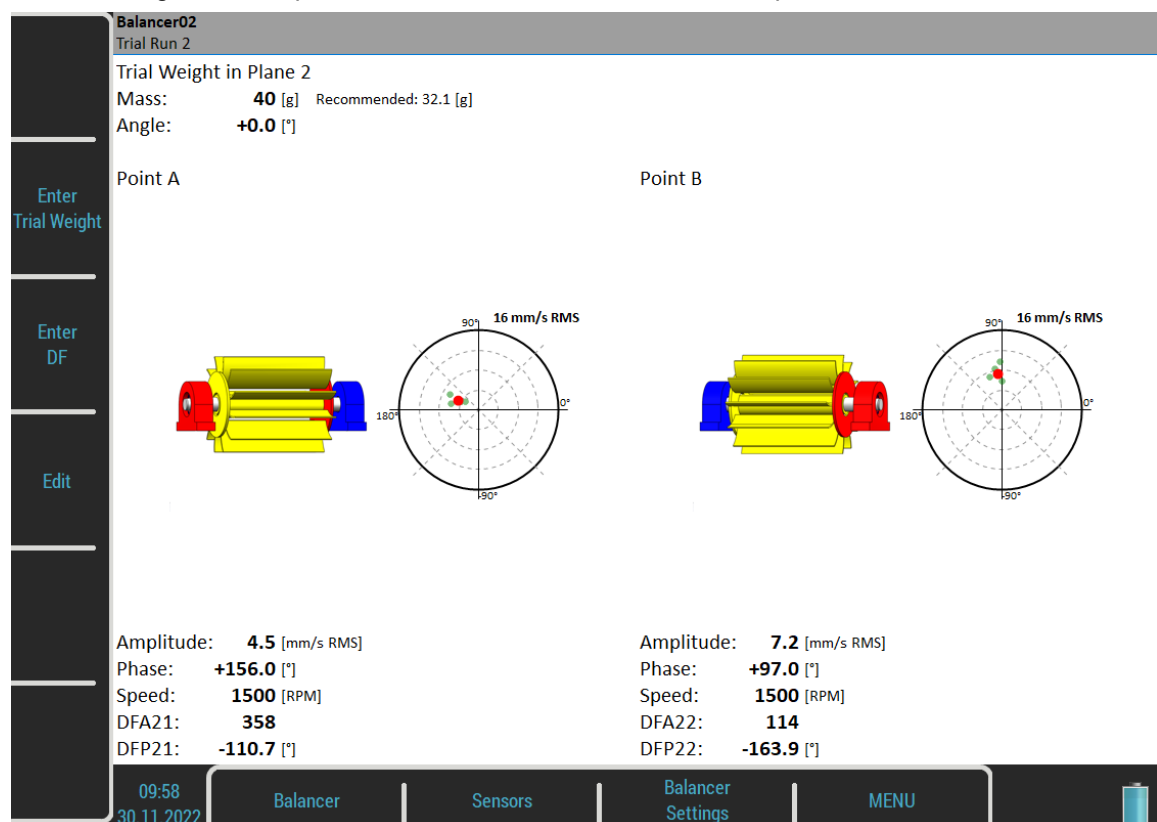 Balancer02
Trial Run 2
Trial Weight in Plane 2
Mass: 40 [g] Recommended: 32.1 [g]
Angle: +0.0 [°]
Enter
Trial Weight
Enter
DF
Edit
Point A
90° 16 mm/s RMS
180° 0°
-90°
Amplitude: 4.5 [mm/s RMS]
Phase: +156.0 [°]
Speed: 1500 [RPM]
DFA21: 358
DFP21: -110.7 [°]
Point B
90° 16 mm/s RMS
180° 0°
-90°
Amplitude: 7.2 [mm/s RMS]
Phase: +97.0 [°]
Speed: 1500 [RPM]
DFA22: 114
DFP22: -163.9 [°]
09:58
30.11.2022
Balancer
Sensors
Balancer
Settings
MENU